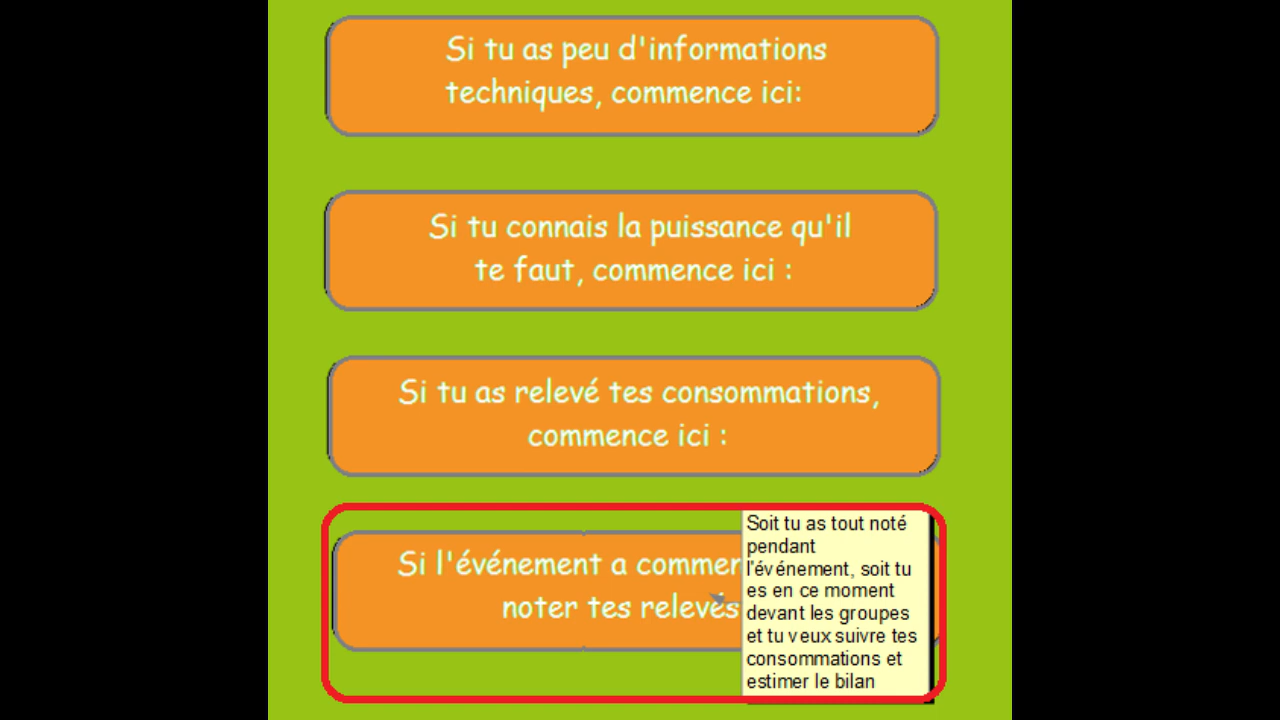 Si tu as peu d'informations
techniques, commence ici:
Si tu connais la puissance qu'il
te faut, commence ici :
Si tu as relevé tes consommations,
commence ici :
Si l'événement a
noter tes relevés
Soit tu as tout noté
pendant
l'événement, soit tu
es en ce moment
devant les groupes
et tu veux suivre tes
consommations et
estimer le bilan